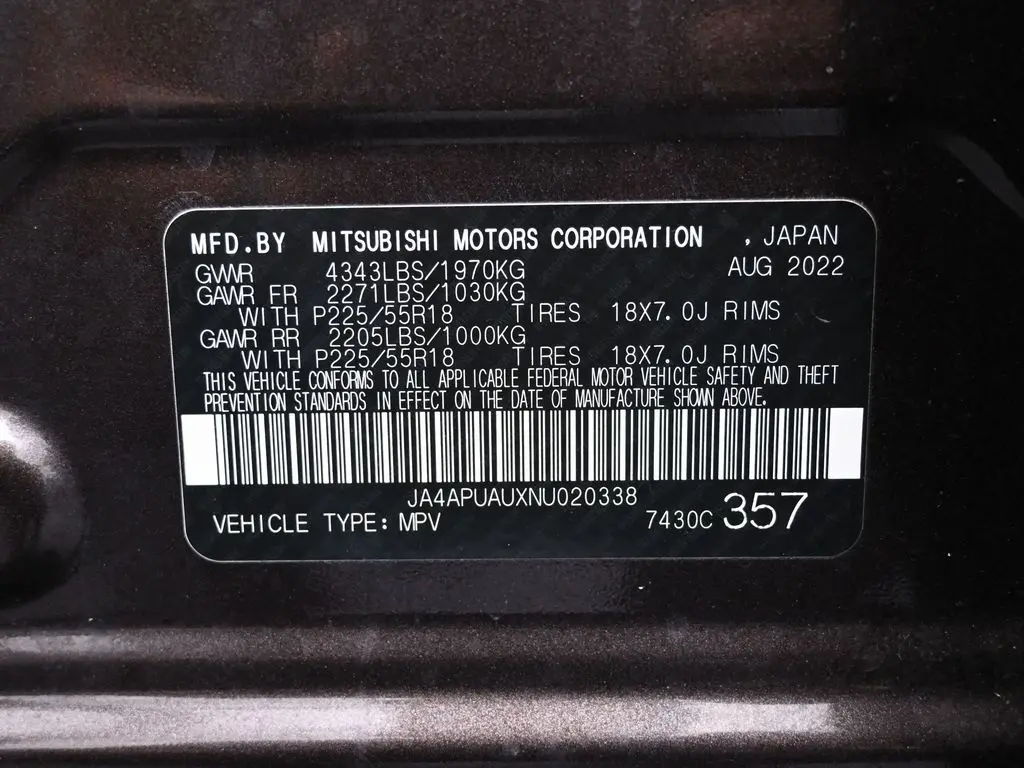 MFD.BY MITSUBISHI MOTORS CORPORATION , JAPAN
GVWR 4343LBS/1970KG AUG 2022
GAWR FR 2271LBS/1030KG
WITH P225/55R18 TIRES 18X7.0J RIMS
GAWR RR 2205LBS/1000KG
WITH P225/55R18 TIRES 18X7.0J RIMS
THIS VEHICLE CONFORMS TO ALL APPLICABLE FEDERAL MOTOR VEHICLE SAFETY AND THEFT
PREVENTION STANDARDS IN EFFECT ON THE DATE OF MANUFACTURE SHOWN ABOVE.
JA4APUAUXNU020338
VEHICLE TYPE: MPV 7430C 357